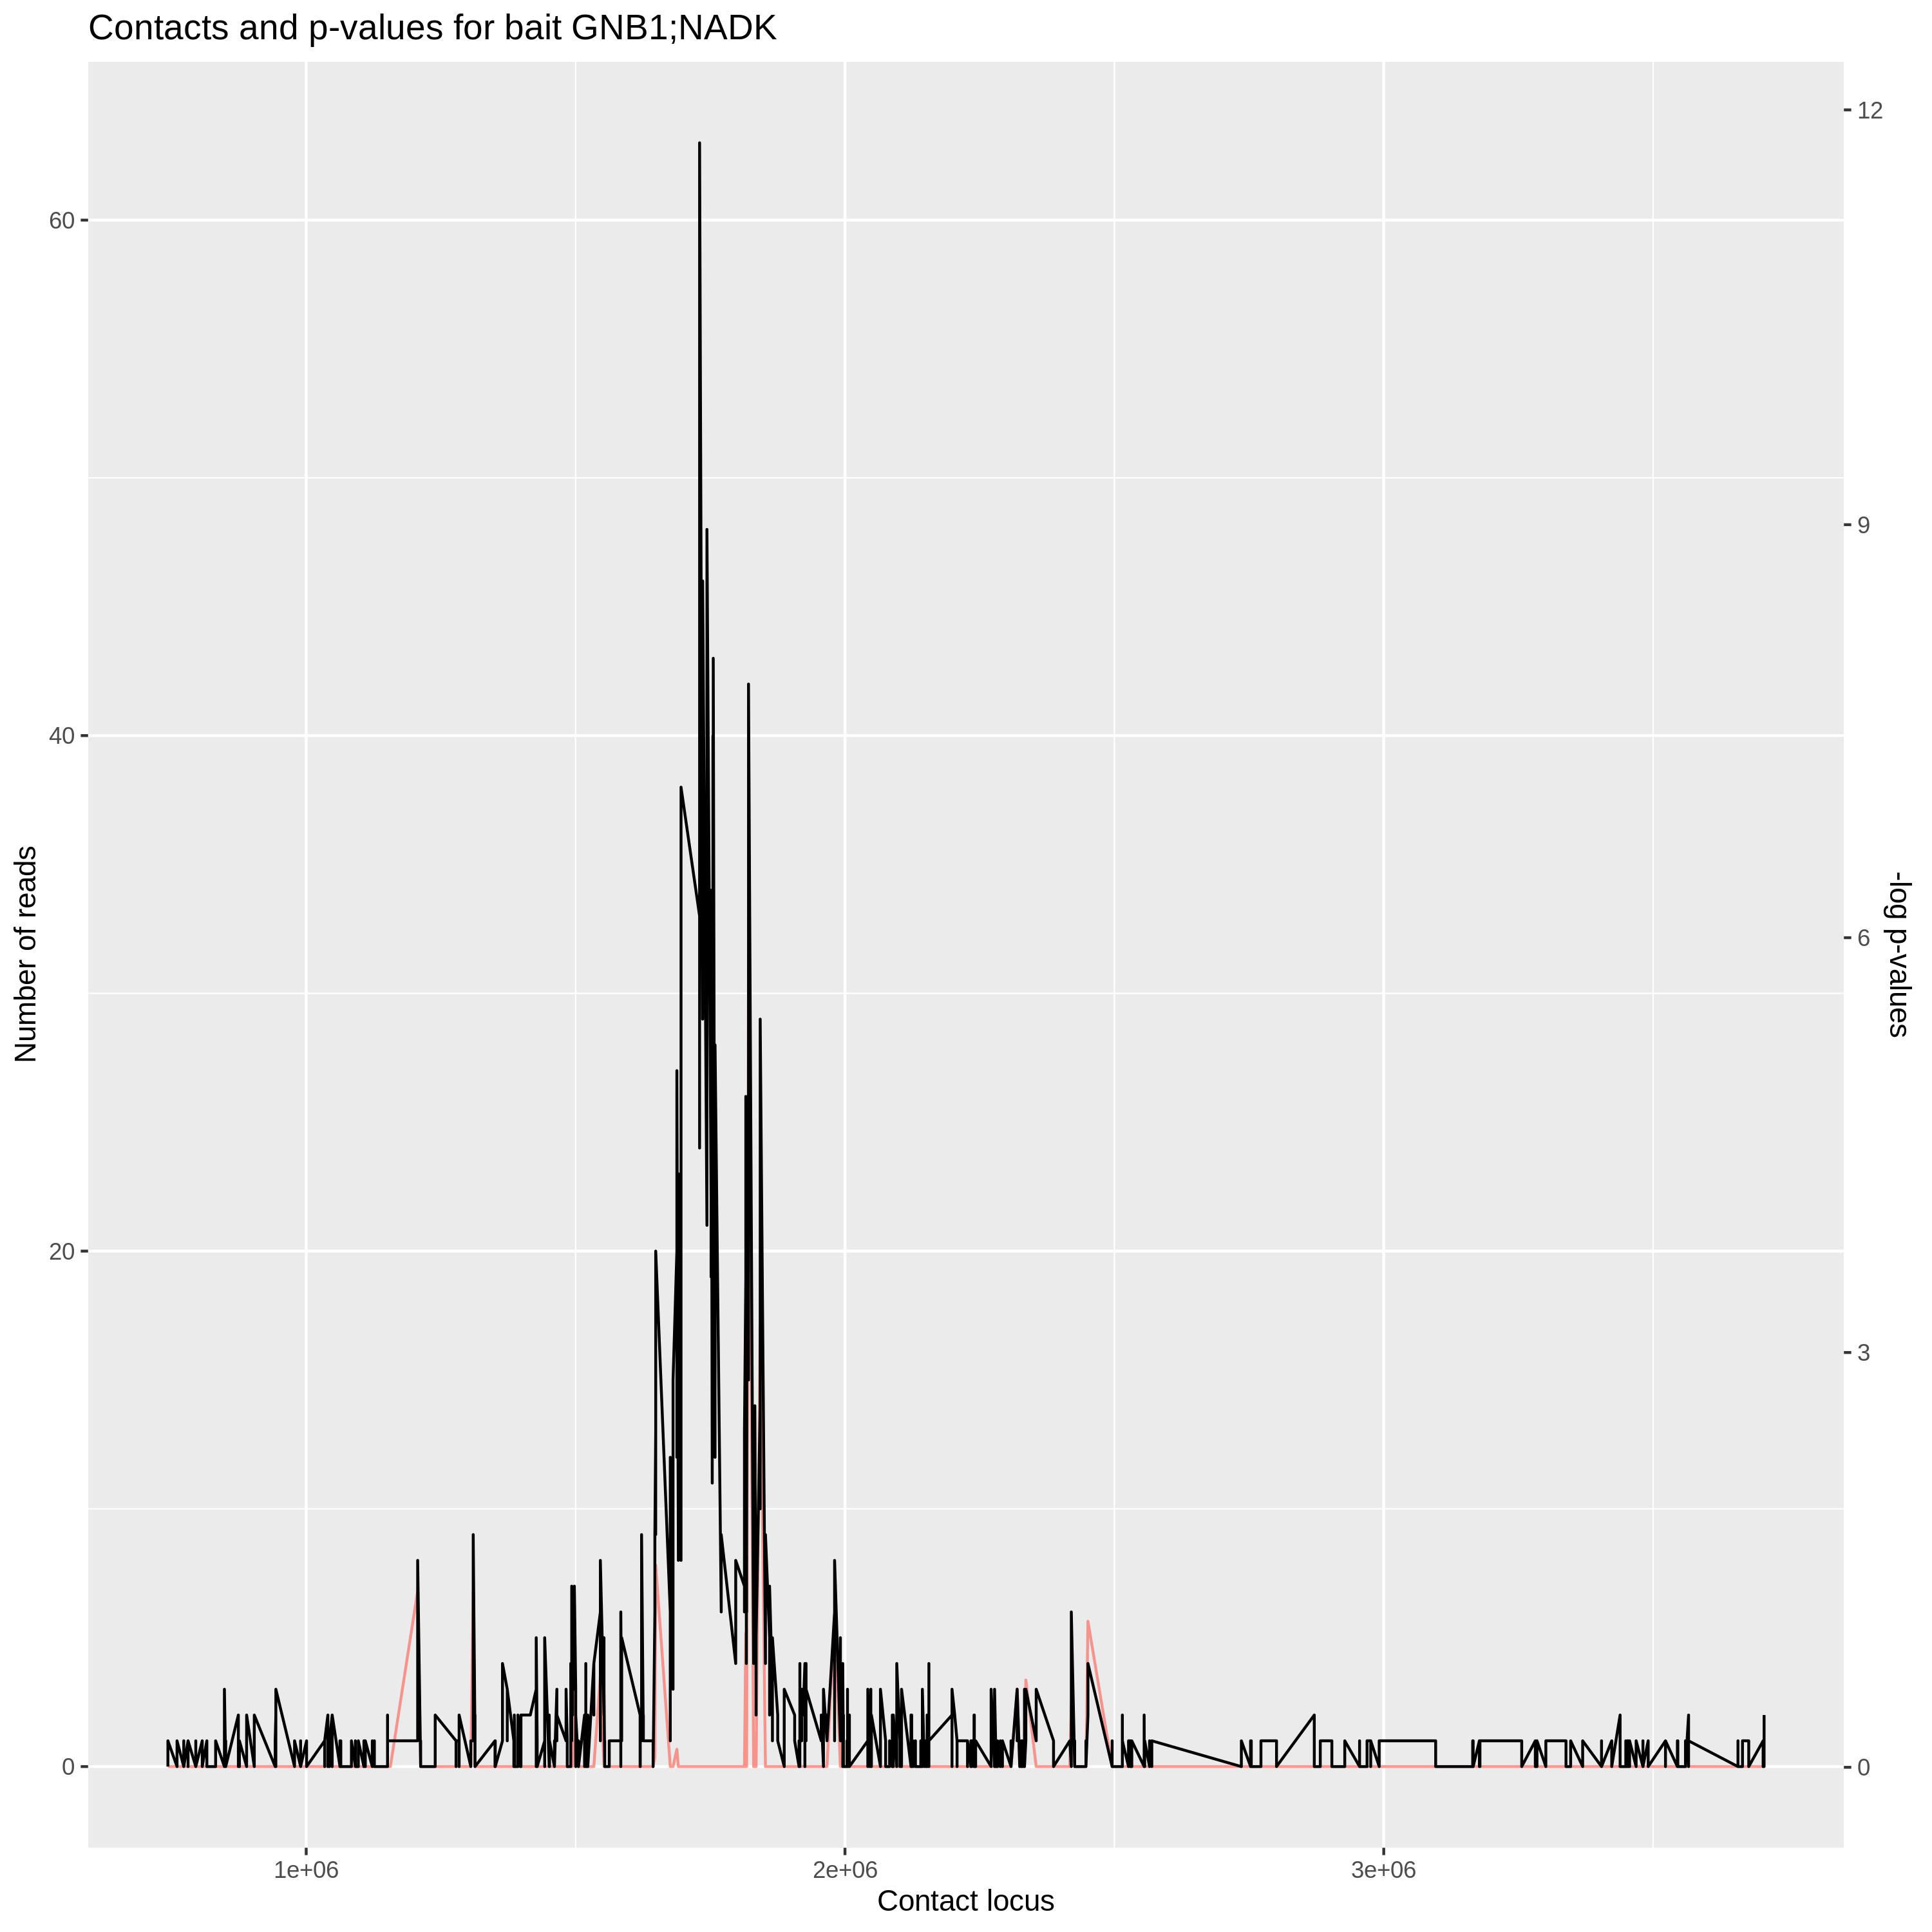 Contacts and p-values for bait GNB1;NADK
12
60
9
40
Number of reads
6
-log p-values
20
3
0
0
1e+06
2e+06
3e+06
Contact locus